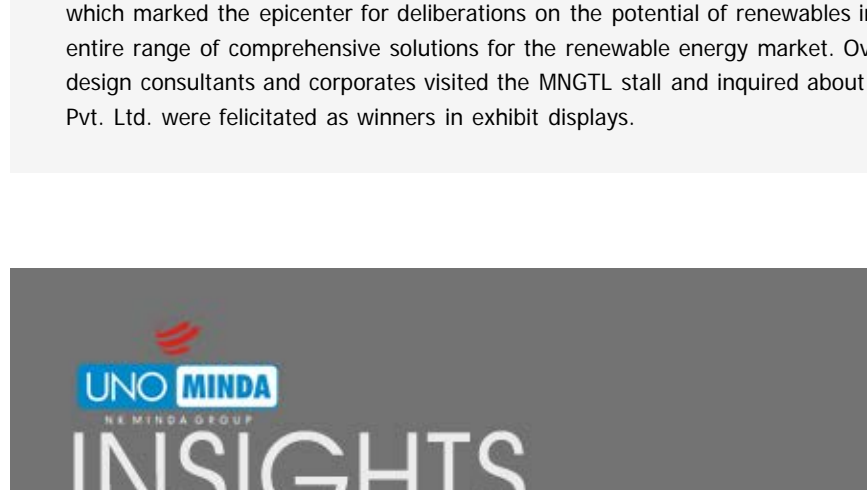 which marked the epicenter for deliberations on the potential of renewables
entire range of comprehensive solutions for the renewable energy market.
design consultants and corporates visited the MNGTL stall and inquired about
Pvt. Ltd. were felicitated as winners in exhibit displays.
UNO MINDA
N K MINDA GROUP
INSIGHTS